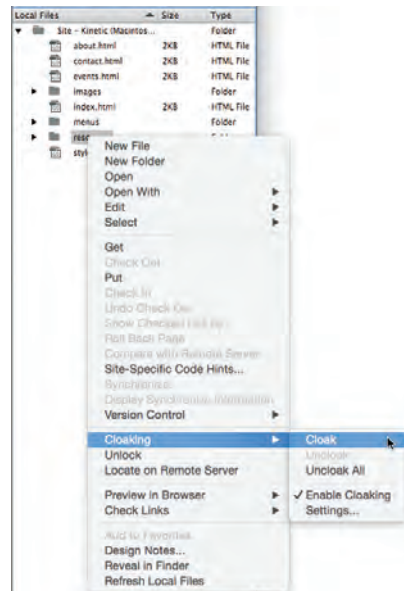 Local Files Size Type
Site - Kinetic (Macintos... Folder
about.html 2KB HTML File
contact.html 2KB HTML File
events.html 2KB HTML File
images Folder
index.html 2KB HTML File
menus Folder
New File
New Folder
Open
Open With
Edit
Select
Get
Check Out
Put
Check In
Undo Check Out
Roll Back Page
Compare with Remote Server
Site-Specific Code Hints...
Synchronize...
Display Synchronize Information
Version Control
Cloaking
Unlock
Locate on Remote Server
Preview in Browser
Check Links
Add to Favorites
Design Notes...
Reveal in Finder
Refresh Local Files
Cloak
Uncloak
Uncloak All
✓ Enable Cloaking
Settings...